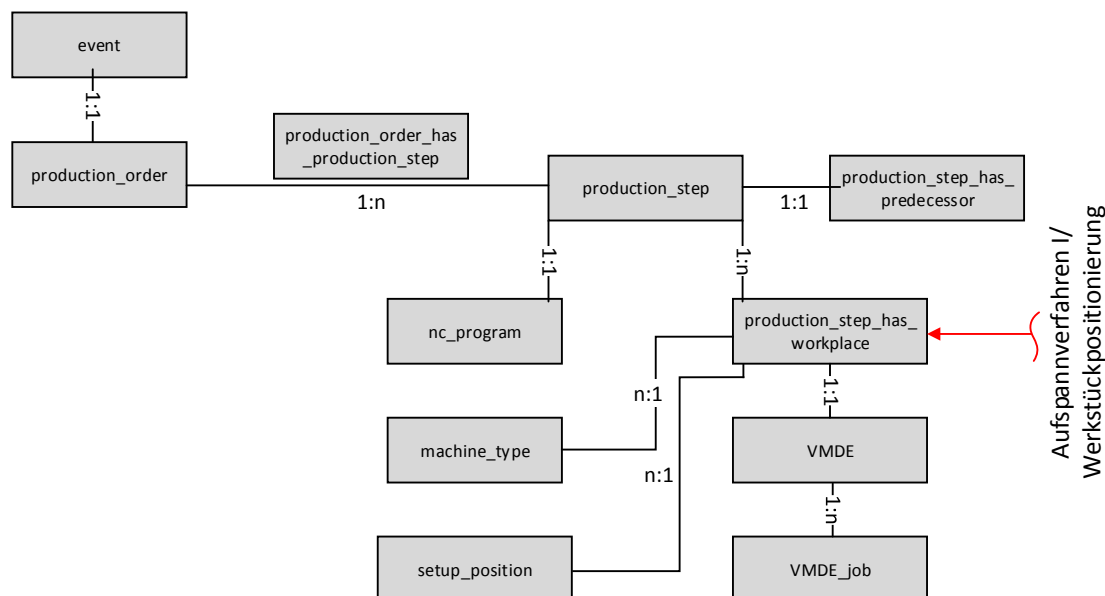 event
1:1
production_order
production_order_has
_production_step
1:n
production_step
1:1
production_step_has_
predecessor
1:1
1:n
nc_program
production_step_has_
workplace
Aufspannverfahren I/
Werkstückpositionierung
n:1
1:1
machine_type
n:1
VMDE
1:n
setup_position
VMDE_job